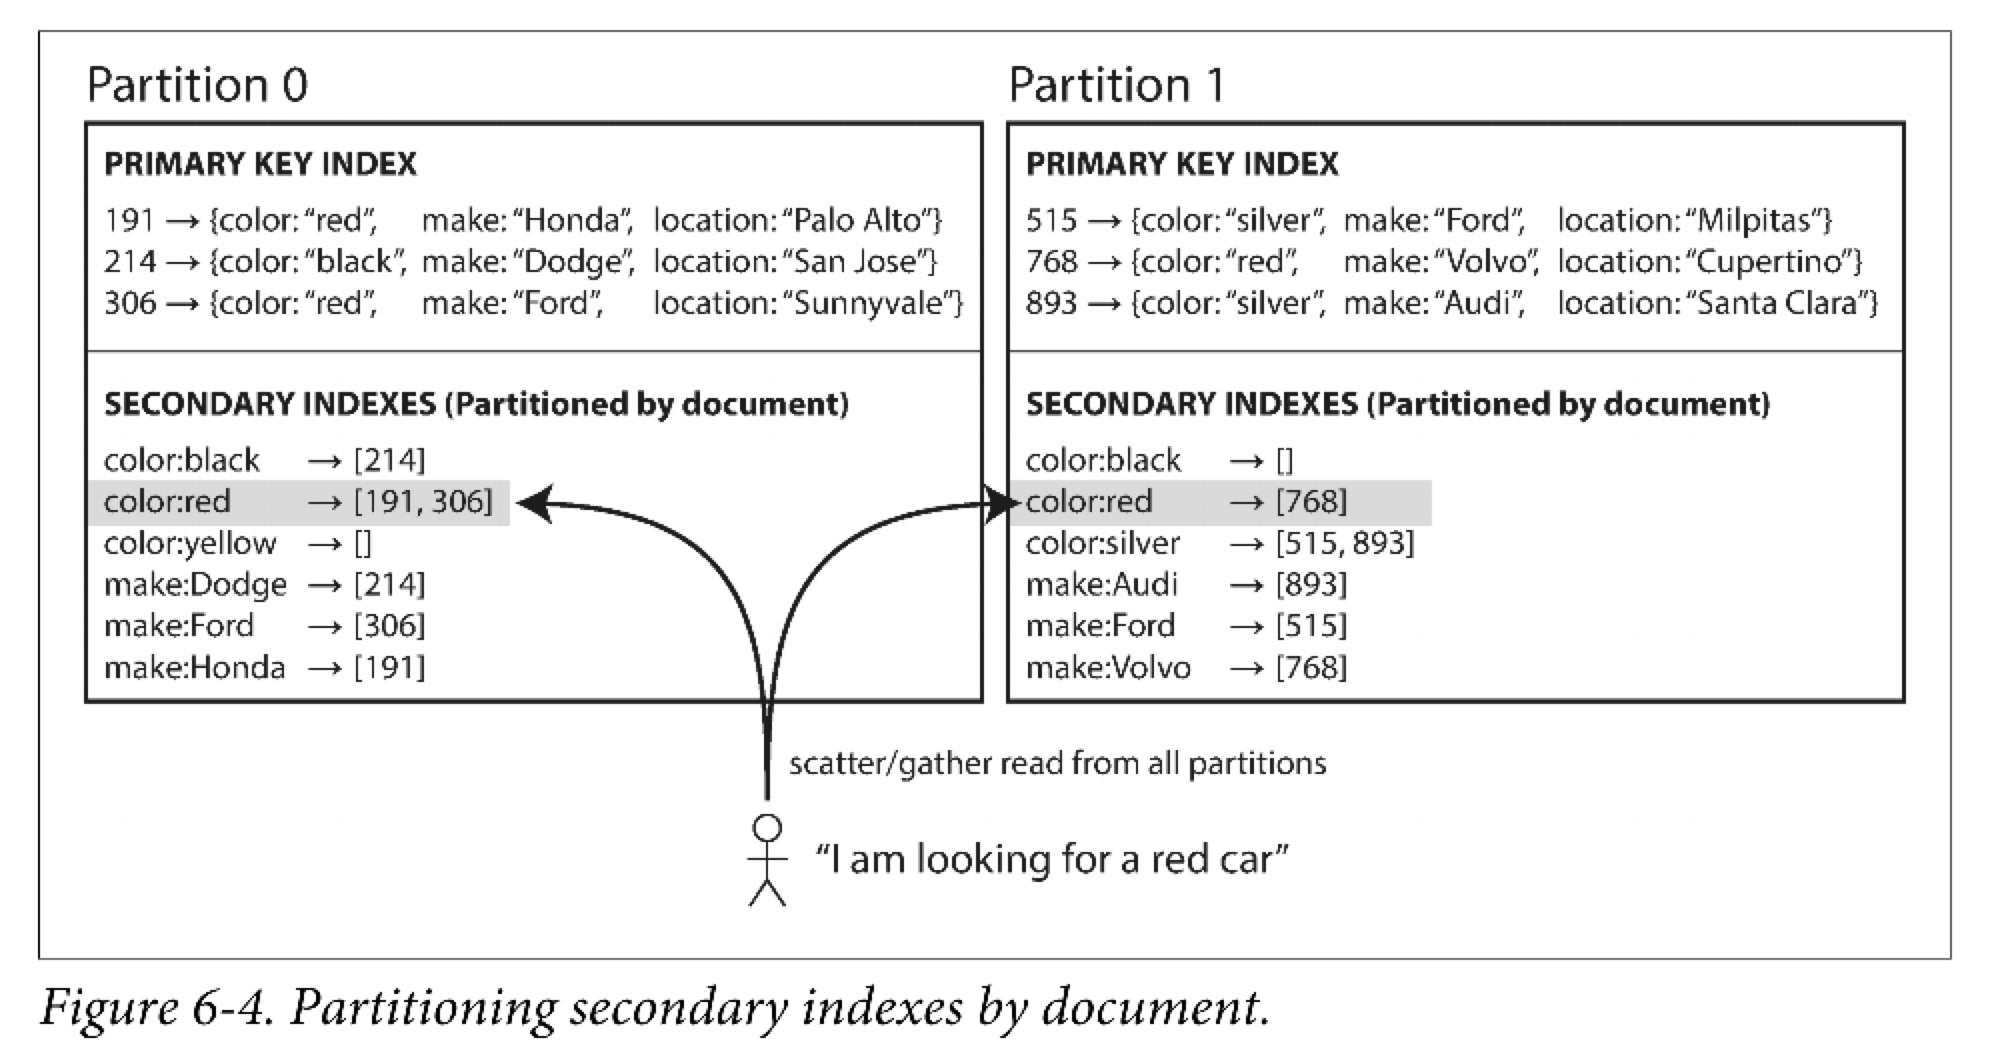 Partition 0
PRIMARY KEY INDEX
191 → {color: “red”, make: “Honda”, location: “Palo Alto”}
214 → {color: “black”, make: “Dodge”, location: “San Jose”}
306 → {color: “red”, make: “Ford”, location: “Sunnyvale”}
SECONDARY INDEXES (Partitioned by document)
color:black → [214]
color:red → [191, 306]
color:yellow → []
make:Dodge → [214]
make:Ford → [306]
make:Honda → [191]
Partition 1
PRIMARY KEY INDEX
515 → {color: “silver”, make: “Ford”, location: “Milpitas”}
768 → {color: “red”, make: “Volvo”, location: “Cupertino”}
893 → {color: “silver”, make: “Audi”, location: “Santa Clara”}
SECONDARY INDEXES (Partitioned by document)
color:black → []
color:red → [768]
color:silver → [515, 893]
make:Audi → [893]
make:Ford → [515]
make:Volvo → [768]
scatter/gather read from all partitions
“I am looking for a red car”
Figure 6-4. Partitioning secondary indexes by document.